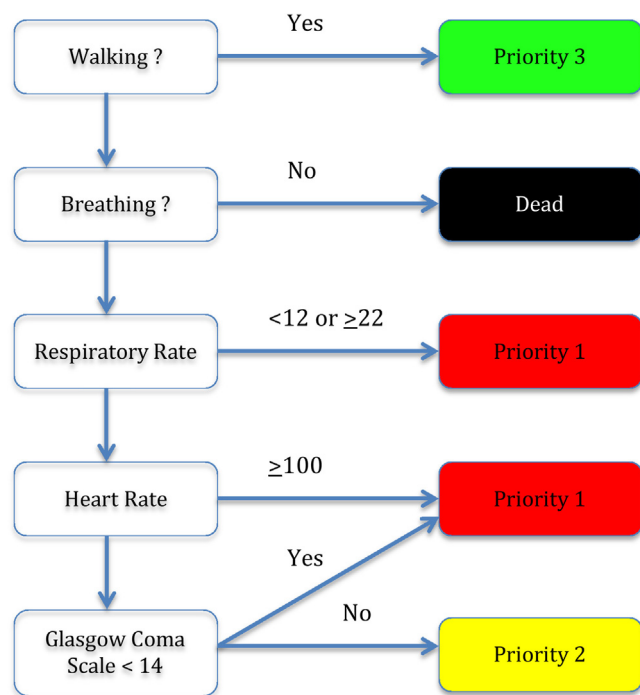 Yes
Walking ?
Priority 3
No
Breathing ?
Dead
<12 or ≥22
Respiratory Rate
Priority 1
≥100
Heart Rate
Priority 1
Yes
No
Glasgow Coma
Scale < 14
Priority 2